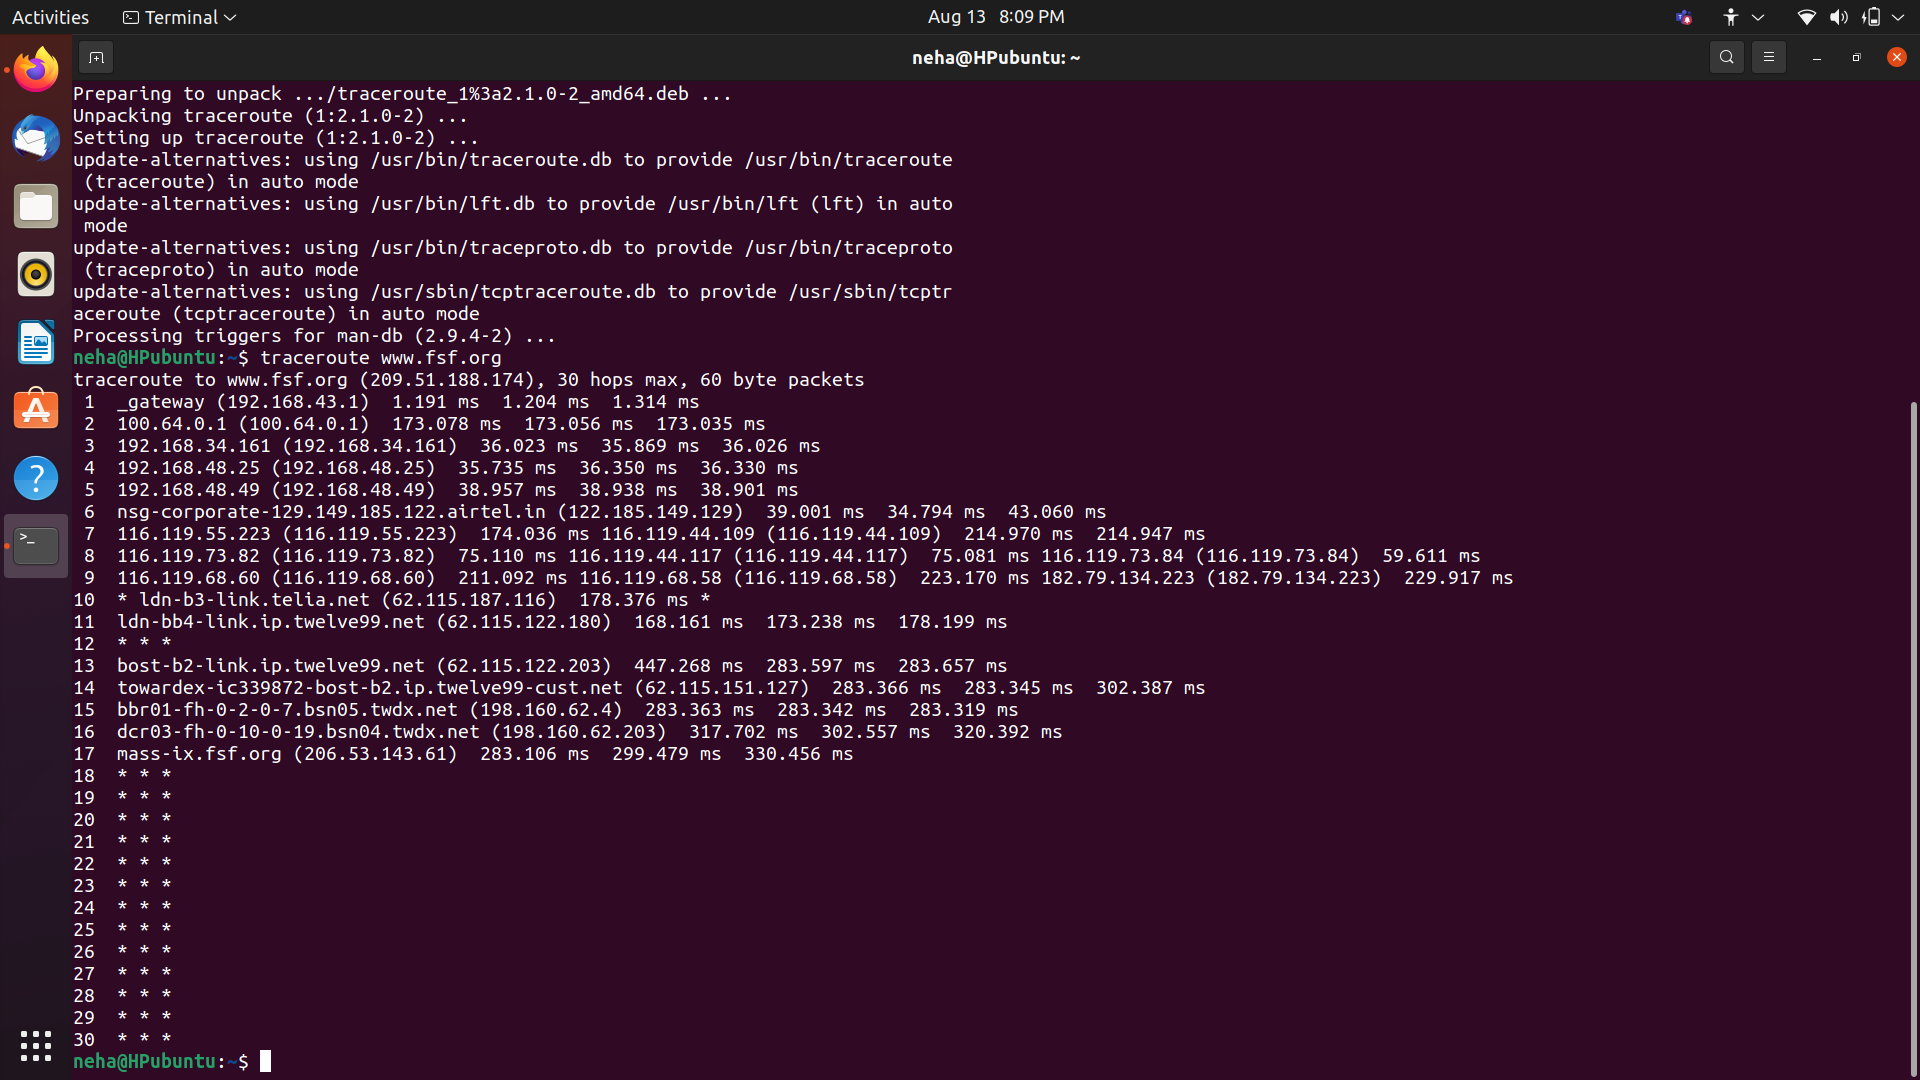 Activities Terminal Aug 13 8:09 PM
neha@HPubuntu: ~
Preparing to unpack .../traceroute_1%3a2.1.0-2_amd64.deb ...
Unpacking traceroute (1:2.1.0-2) ...
Setting up traceroute (1:2.1.0-2) ...
update-alternatives: using /usr/bin/traceroute.db to provide /usr/bin/traceroute
 (traceroute) in auto mode
update-alternatives: using /usr/bin/lft.db to provide /usr/bin/lft (lft) in auto
 mode
update-alternatives: using /usr/bin/traceproto.db to provide /usr/bin/traceproto
 (traceproto) in auto mode
update-alternatives: using /usr/sbin/tcptraceroute.db to provide /usr/sbin/tcptr
aceroute (tcptraceroute) in auto mode
Processing triggers for man-db (2.9.4-2) ...
neha@HPubuntu:~$ traceroute www.fsf.org
traceroute to www.fsf.org (209.51.188.174), 30 hops max, 60 byte packets
 1  _gateway (192.168.43.1)  1.191 ms  1.204 ms  1.314 ms
 2  100.64.0.1 (100.64.0.1)  173.078 ms  173.056 ms  173.035 ms
 3  192.168.34.161 (192.168.34.161)  36.023 ms  35.869 ms  36.026 ms
 4  192.168.48.25 (192.168.48.25)  35.735 ms  36.350 ms  36.330 ms
 5  192.168.48.49 (192.168.48.49)  38.957 ms  38.938 ms  38.901 ms
 6  nsg-corporate-129.149.185.122.airtel.in (122.185.149.129)  39.001 ms  34.794 ms  43.060 ms
 7  116.119.55.223 (116.119.55.223)  174.036 ms 116.119.44.109 (116.119.44.109)  214.970 ms  214.947 ms
 8  116.119.73.82 (116.119.73.82)  75.110 ms 116.119.44.117 (116.119.44.117)  75.081 ms 116.119.73.84 (116.119.73.84)  59.611 ms
 9  116.119.68.60 (116.119.68.60)  211.092 ms 116.119.68.58 (116.119.68.58)  223.170 ms 182.79.134.223 (182.79.134.223)  229.917 ms
10  * ldn-b3-link.telia.net (62.115.187.116)  178.376 ms *
11  ldn-bb4-link.ip.twelve99.net (62.115.122.180)  168.161 ms  173.238 ms  178.199 ms
12  * * *
13  bost-b2-link.ip.twelve99.net (62.115.122.203)  447.268 ms  283.597 ms  283.657 ms
14  towardex-ic339872-bost-b2.ip.twelve99-cust.net (62.115.151.127)  283.366 ms  283.345 ms  302.387 ms
15  bbr01-fh-0-2-0-7.bsn05.twdx.net (198.160.62.4)  283.363 ms  283.342 ms  283.319 ms
16  dcr03-fh-0-10-0-19.bsn04.twdx.net (198.160.62.203)  317.702 ms  302.557 ms  320.392 ms
17  mass-ix.fsf.org (206.53.143.61)  283.106 ms  299.479 ms  330.456 ms
18  * * *
19  * * *
20  * * *
21  * * *
22  * * *
23  * * *
24  * * *
25  * * *
26  * * *
27  * * *
28  * * *
29  * * *
30  * * *
neha@HPubuntu:~$